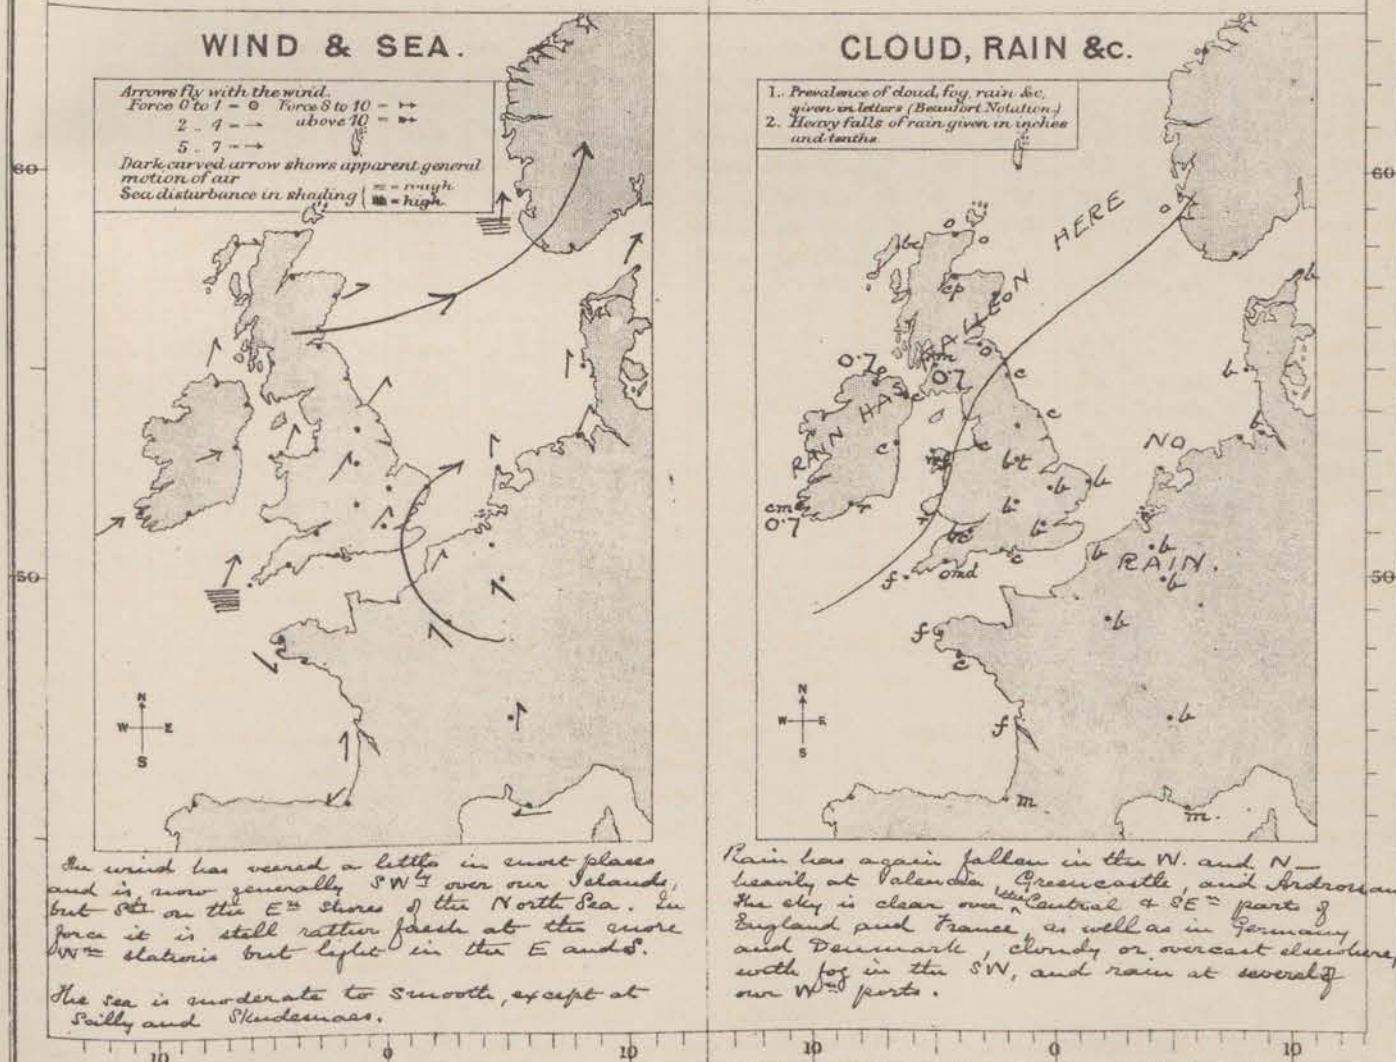 WIND & SEA.
Arrows fly with the wind.
Force 0 to 1 = ⊙ Force 8 to 10 =
2 .. 4 = → above 10 =
5 .. 7 = →
Dark curved arrow shows apparent general
motion of air
Sea disturbance in shading { = rough
= high
60
50
N
W E
S
The wind has veered a little in most places
and is now generally SWly over our Islands,
but Sly on the Ern shores of the North Sea. In
force it is still rather fresh at the more
Wrn stations but light in the E and S.
The sea is moderate to smooth, except at
Scilly and Skudesnaes.
10 0 10
CLOUD, RAIN &c.
1. Prevalence of cloud, fog, rain &c,
given in letters (Beaufort Notation.)
2. Heavy falls of rain given in inches
and tenths.
60
50
RAIN HAS FALLEN HERE
NO
RAIN.
o
o
o
bc
cp
b
0.7
m
0.7
o
c
b
c
c
c
c
b
bt
b
b
cm
0.7
r
r
b
bc
b
c
b
b
b
f
omd
b
f
c
f
b
m
m.
N
W E
S
Rain has again fallen in the W. and N_
heavily at Valencia, Greencastle, and Ardrossan
The sky is clear over the Central & SErn parts of
England and France, as well as in Germany
and Denmark, cloudy or overcast elsewhere,
with fog in the SW, and rain at several of
our Wrn ports.
10 0 10